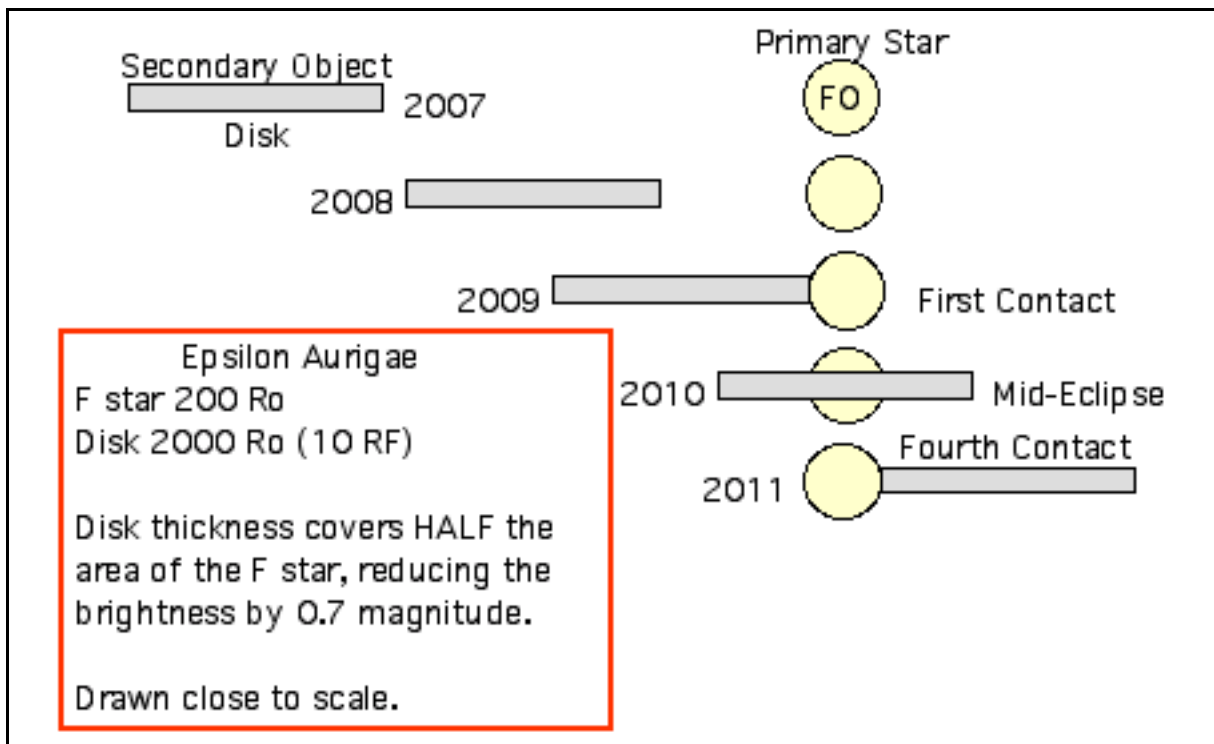 Primary Star
Secondary Object
FO
2007
Disk
2008
2009
First Contact
2010
Mid-Eclipse
Fourth Contact
2011
Epsilon Aurigae
F star 200 Ro
Disk 2000 Ro (10 RF)
Disk thickness covers HALF the
area of the F star, reducing the
brightness by 0.7 magnitude.
Drawn close to scale.